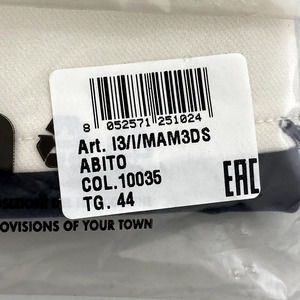 8 052571 251024
Art. I3/I/MAM3DS
ABITO
COL.10035
TG. 44
EAC
OVISIONS OF YOUR TOWN